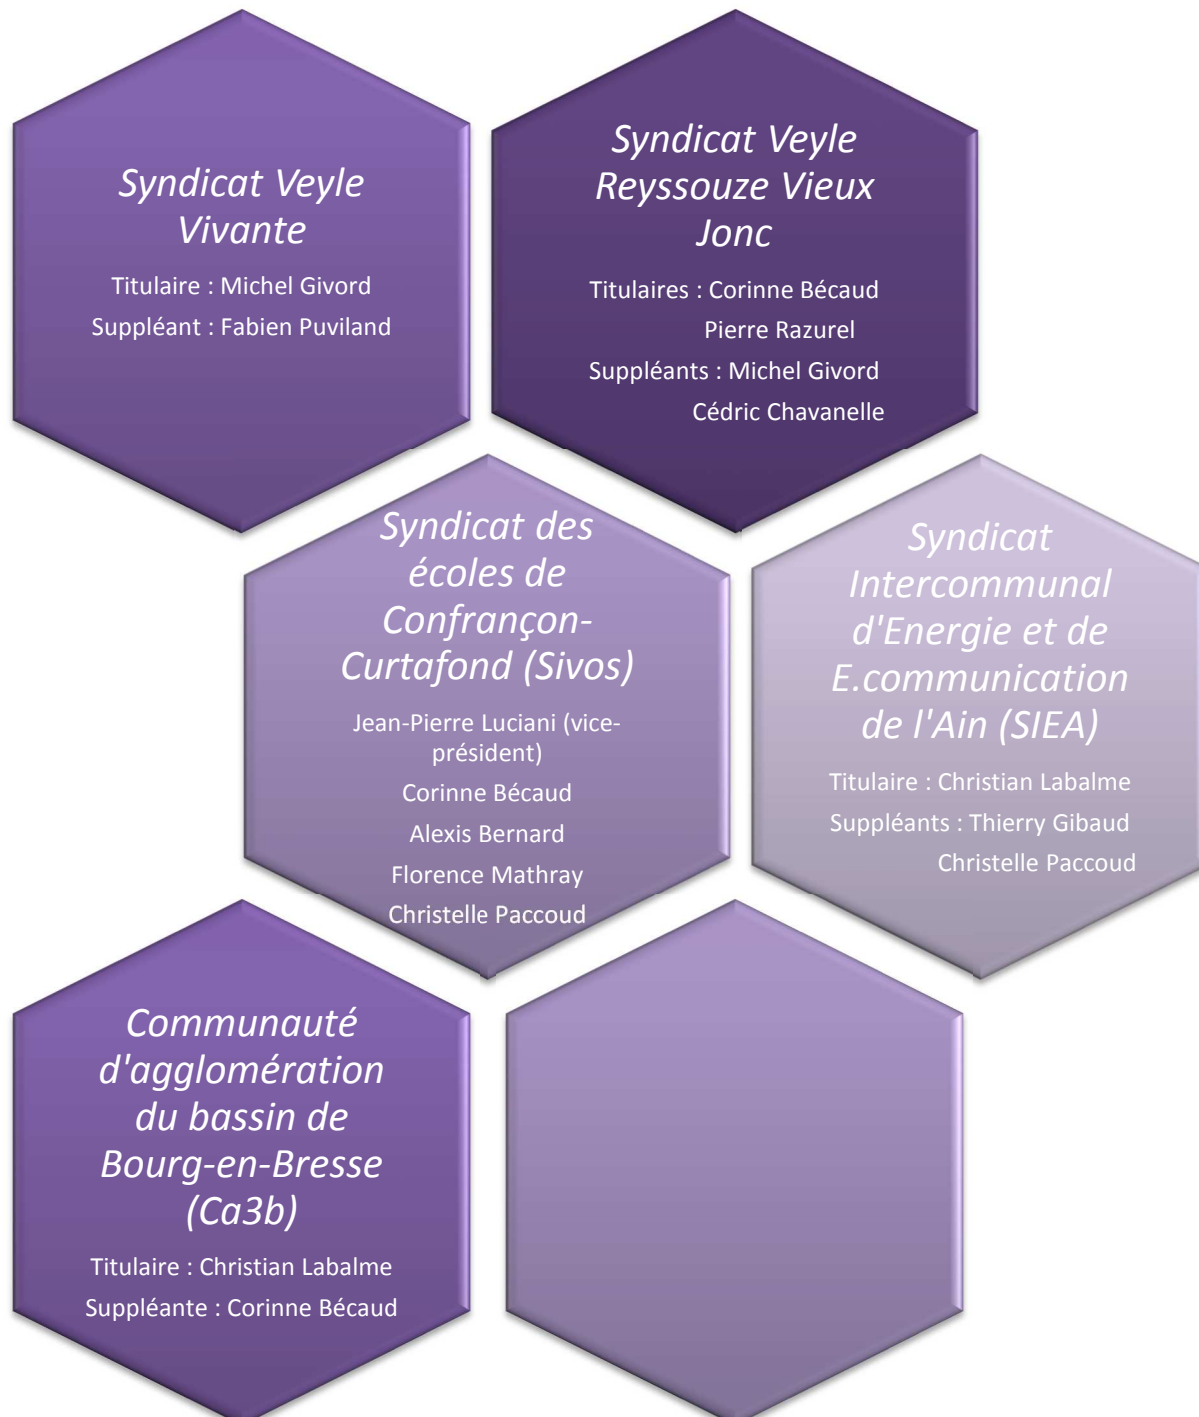 Syndicat Veyle
Vivante
Titulaire : Michel Givord
Suppléant : Fabien Puviland
Syndicat Veyle
Reyssouze Vieux
Jonc
Titulaires : Corinne Bécaud
Pierre Razurel
Suppléants : Michel Givord
Cédric Chavanelle
Syndicat des
écoles de
Confrançon-
Curtafond (Sivos)
Jean-Pierre Luciani (vice-
président)
Corinne Bécaud
Alexis Bernard
Florence Mathray
Christelle Paccoud
Syndicat
Intercommunal
d'Energie et de
E.communication
de l'Ain (SIEA)
Titulaire : Christian Labalme
Suppléants : Thierry Gibaud
Christelle Paccoud
Communauté
d'agglomération
du bassin de
Bourg-en-Bresse
(Ca3b)
Titulaire : Christian Labalme
Suppléante : Corinne Bécaud